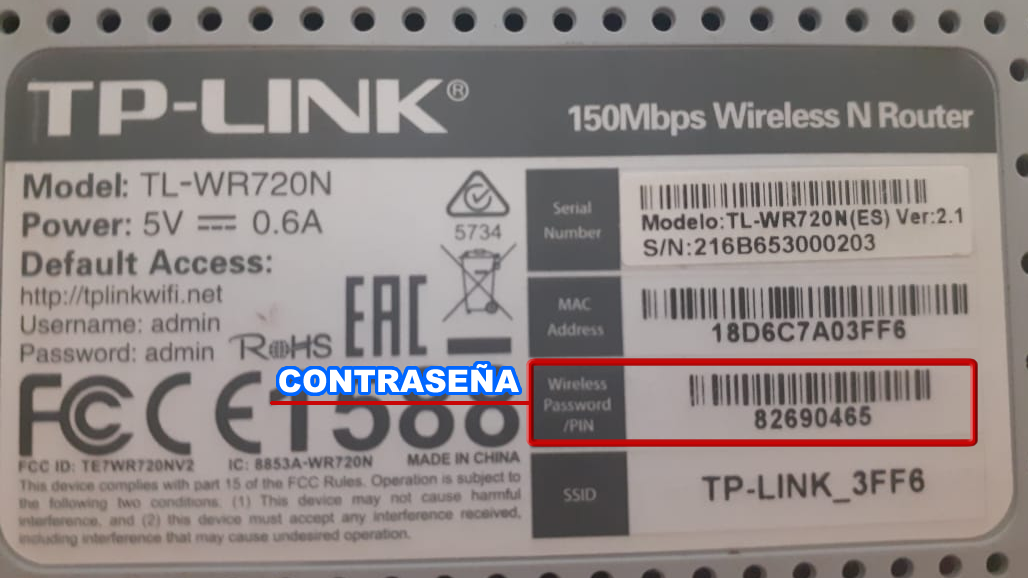 TP-LINK®
150Mbps Wireless N Router
Model: TL-WR720N
Power: 5V ⎓ 0.6A
Default Access:
http://tplinkwifi.net
Username: admin
Password: admin
5734
RoHS
EAC
FCC CE1588
CONTRASEÑA
FCC ID: TE7WR720NV2 IC: 8853A-WR720N MADE IN CHINA
This device complies with part 15 of the FCC Rules. Operation is subject to
the following two conditions. (1) This device may not cause harmful
interference, and (2) this device must accept any interference received,
including interference that may cause undesired operation.
Serial
Number
Modelo:TL-WR720N(ES) Ver:2.1
S/N:216B653000203
MAC
Address
18D6C7A03FF6
Wireless
Password
/PIN
82690465
SSID
TP-LINK_3FF6